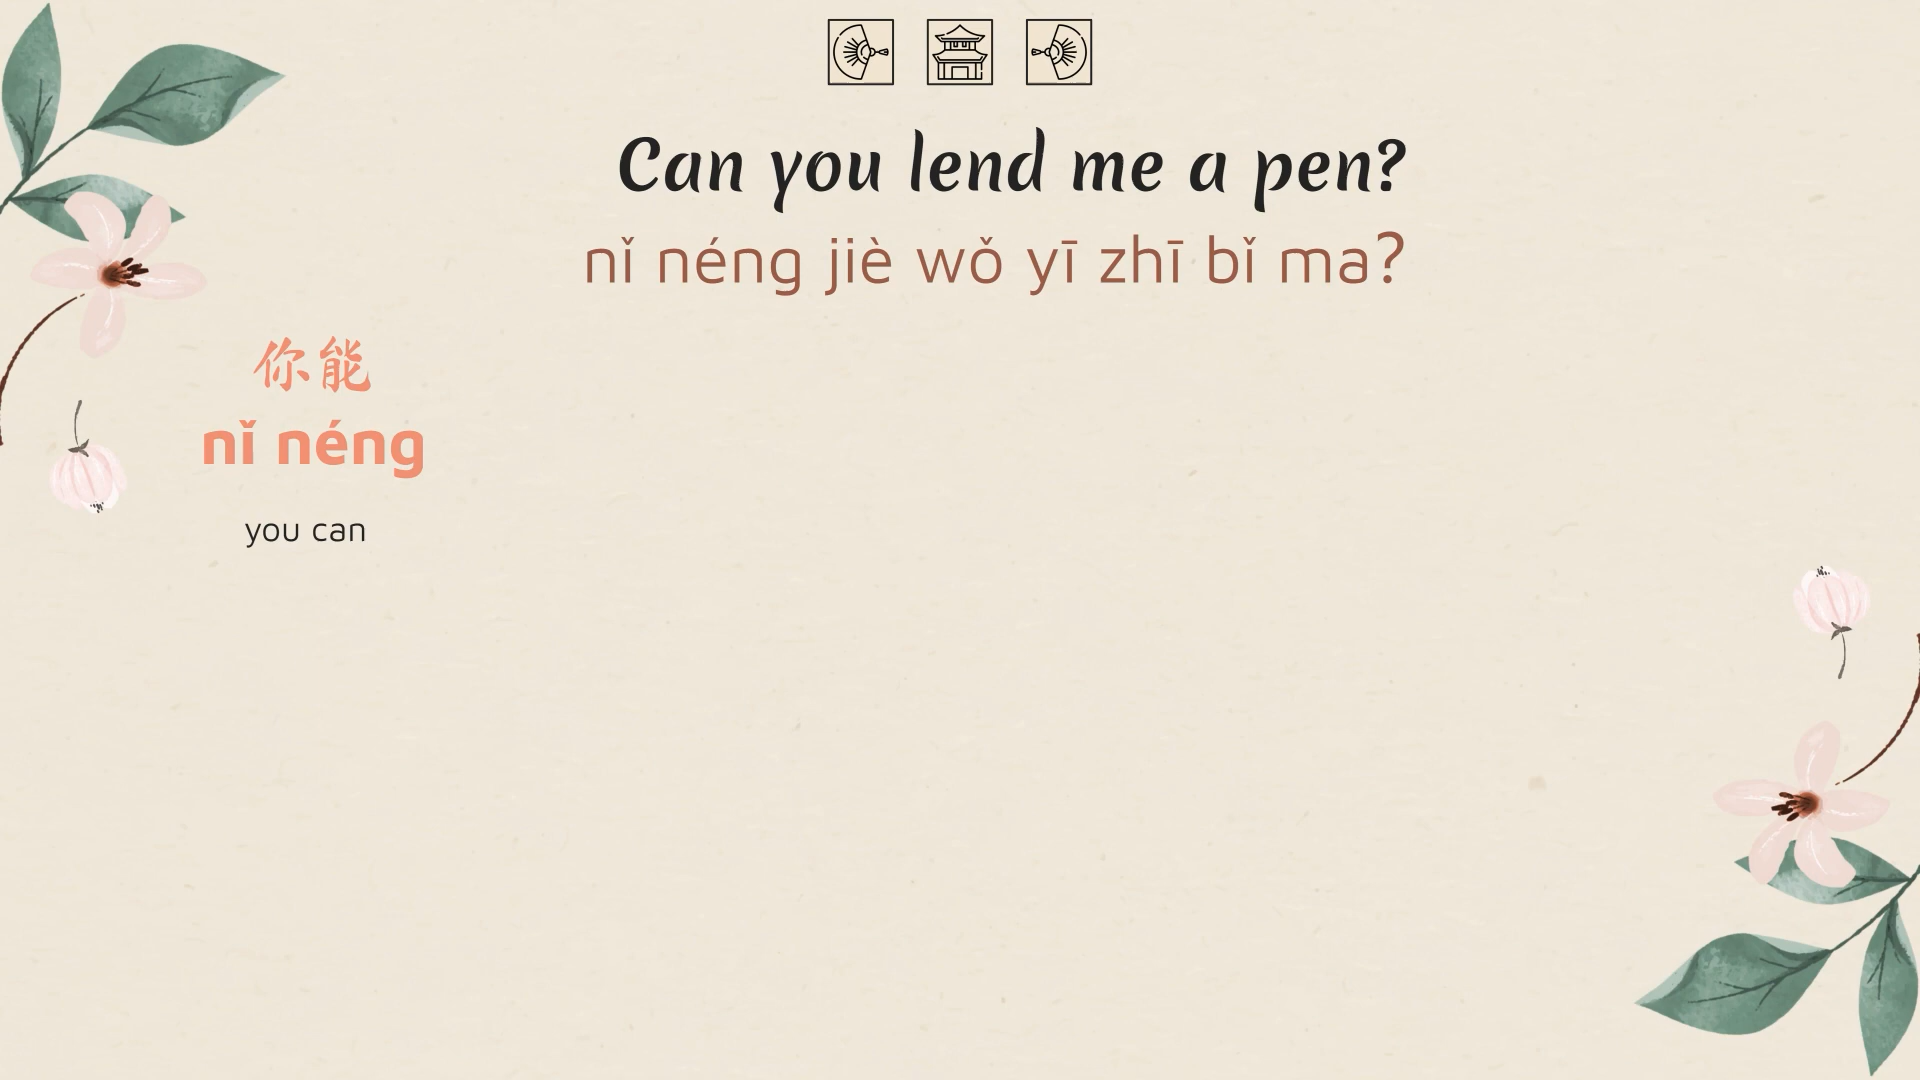 Can you lend me a pen?
nǐ néng jiè wǒ yī zhī bǐ ma?
你能
nǐ néng
you can